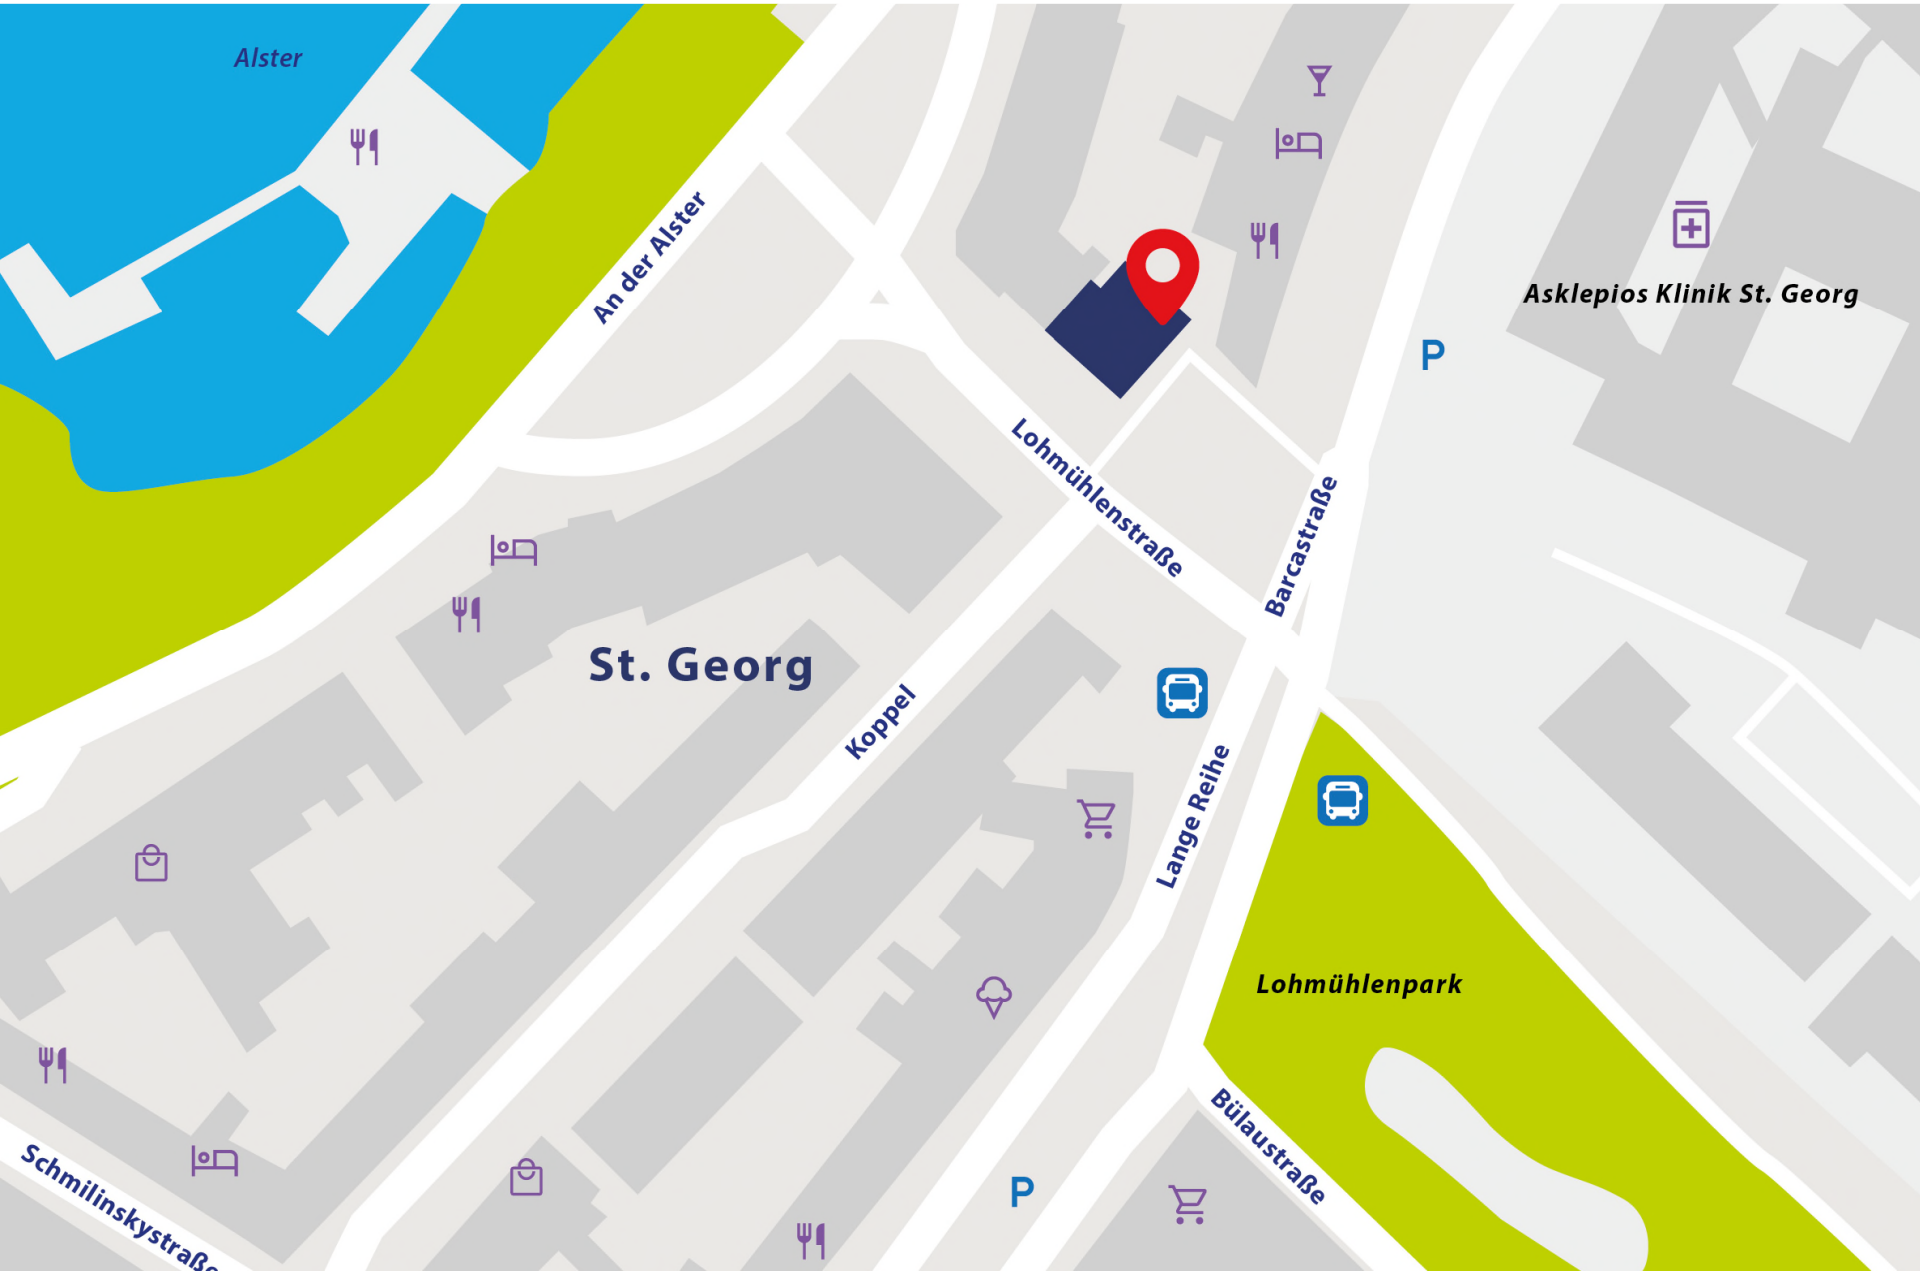 Alster
An der Alster
Asklepios Klinik St. Georg
P
Lohmühlenstraße
Barcastraße
St. Georg
Koppel
Lange Reihe
Lohmühlenpark
Bülaustraße
Schmilinskystraße
P